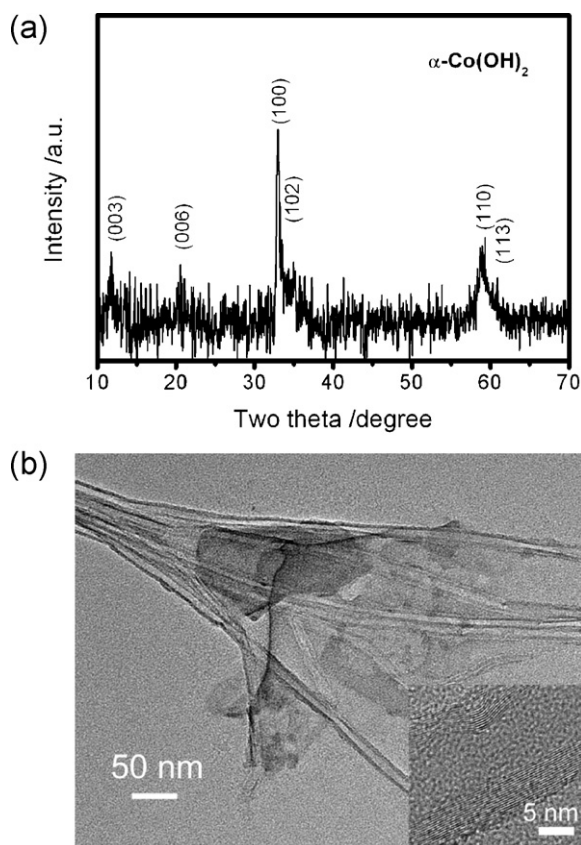 (a)
α-Co(OH)₂
Intensity /a.u.
(003)
(006)
(100)
(102)
(110)
(113)
10 20 30 40 50 60 70
Two theta /degree
(b)
50 nm
5 nm